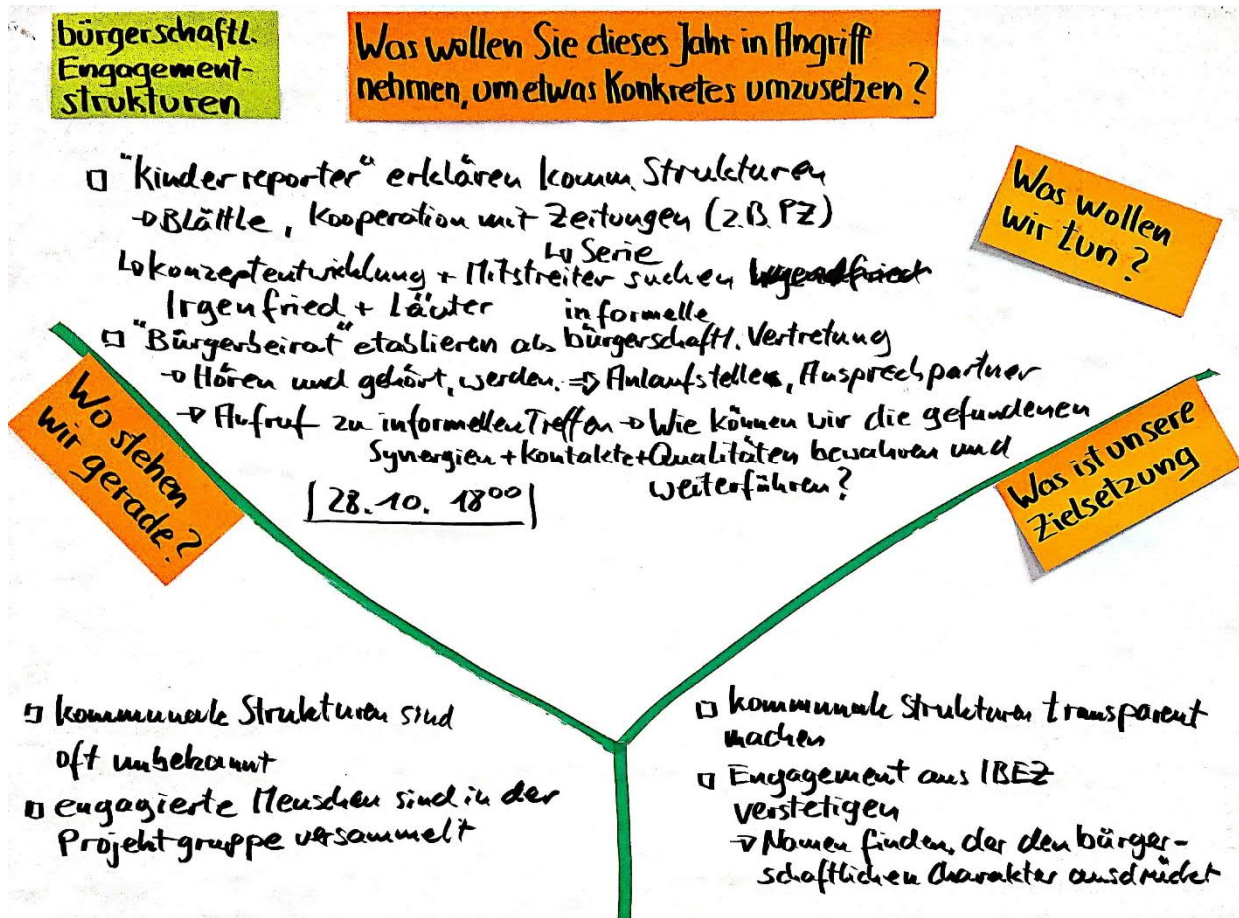 bürgerschaftl.
Engagement-
strukturen
Was wollen Sie dieses Jahr in Angriff
nehmen, um etwas Konkretes umzusetzen?
Was wollen
wir tun?
"Kinderreporter" erklären komm. Strukturen
→ Blättle, Kooperation mit Zeitungen (z.B. PZ)
↳ Serie
↳ Konzeptentwicklung + Mitstreiter suchen
Irgenfried + Läuter
informelle
"Bürgerbeirat" etablieren als bürgerschaftl. Vertretung
→ Hören und gehört werden. ⇒ Anlaufstelle, Ansprechpartner
→ Aufruf zu informellen Treffen → Wie können wir die gefundenen
Synergien + Kontakte + Qualitäten bewahren und
weiterführen?
28.10. 18⁰⁰
Wo stehen
wir gerade?
kommunale Strukturen sind
oft unbekannt
engagierte Menschen sind in der
Projektgruppe versammelt
Was ist unsere
Zielsetzung
kommunale Strukturen transparent
machen
Engagement aus IBEZ
verstetigen
→ Namen finden, der den bürger-
schaftlichen Charakter ausdrückt